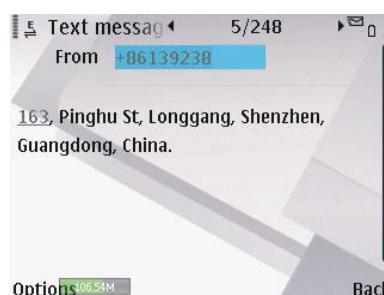 Text messag 5/248
From +86139238
163, Pinghu St, Longgang, Shenzhen,
Guangdong, China.
Options 106.54M Bac